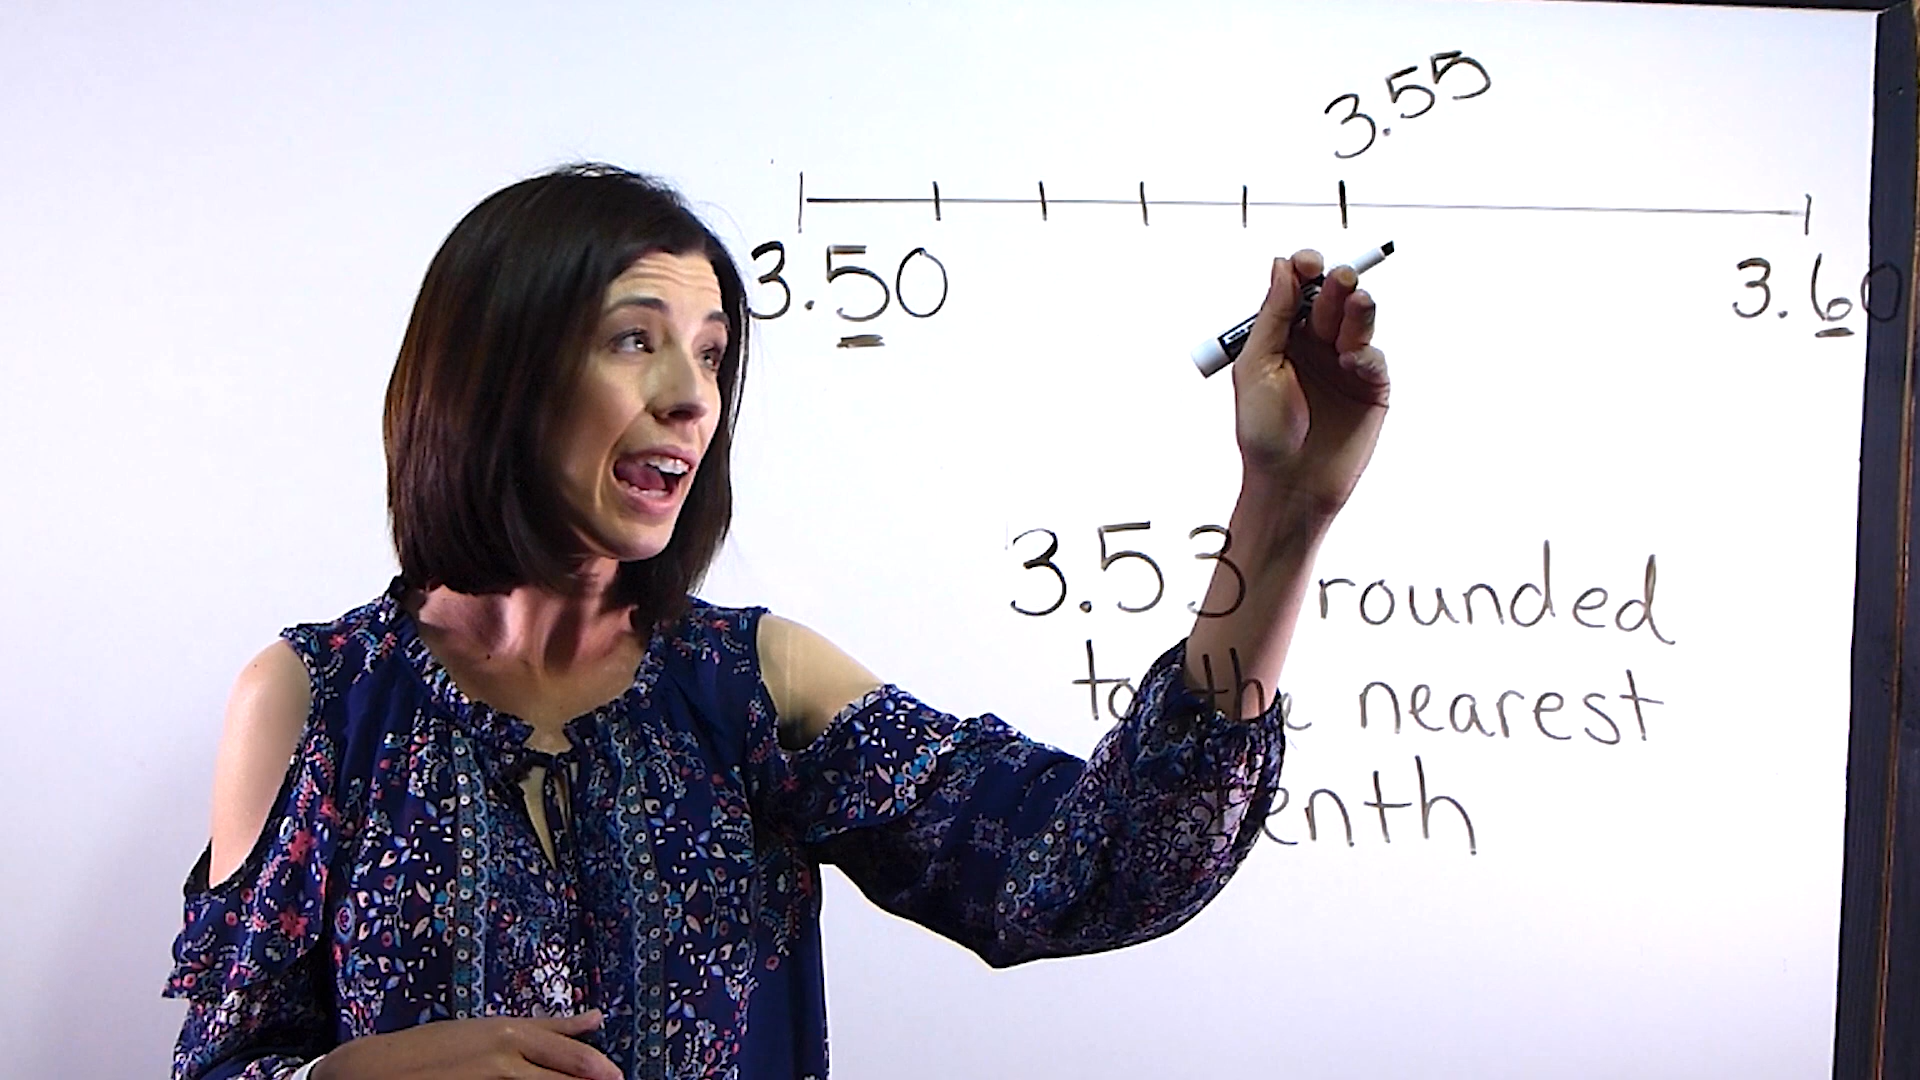 3.55
3.50 3.60
3.53 rounded
to the nearest
enth